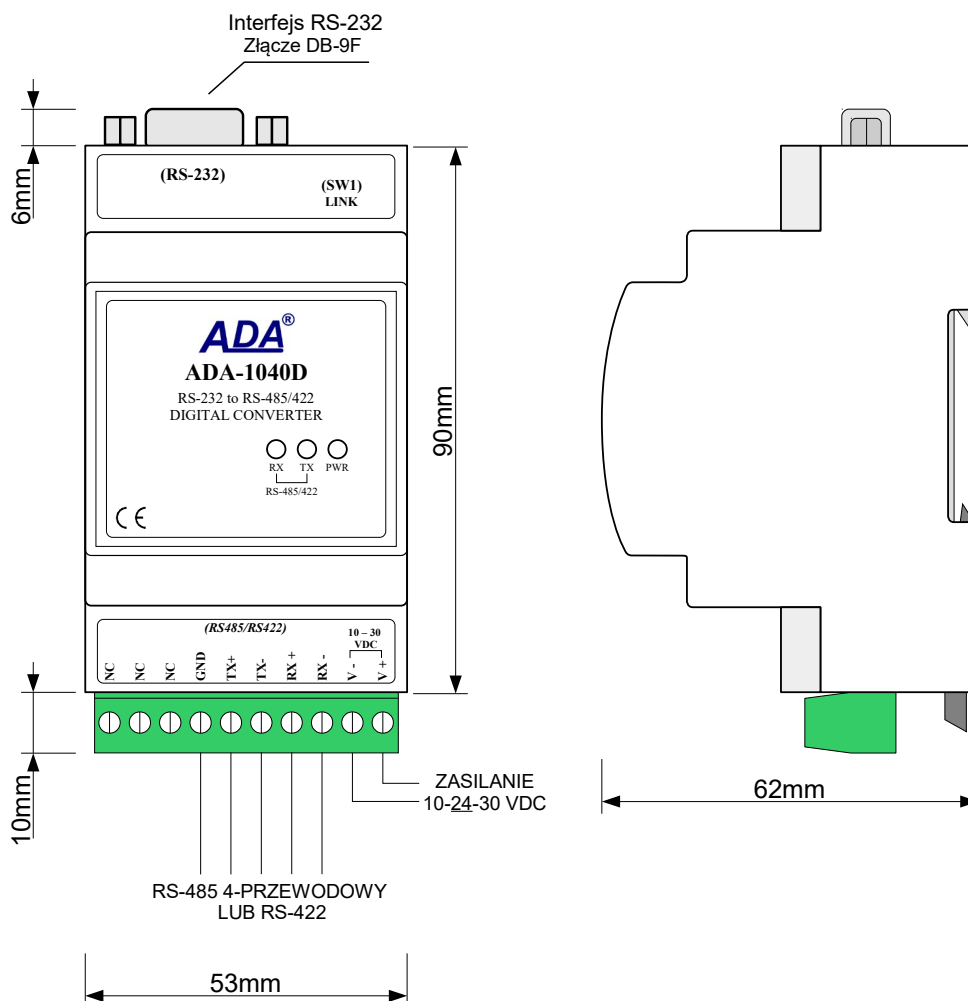 Interfejs RS-232
Złącze DB-9F
6mm
(RS-232)
(SW1)
LINK
ADA®
ADA-1040D
RS-232 to RS-485/422
DIGITAL CONVERTER
RX TX PWR
RS-485/422
CE
90mm
62mm
(RS485/RS422)
10 – 30
VDC
NC NC NC GND TX+ TX- RX + RX - V - V +
10mm
ZASILANIE
10-24-30 VDC
RS-485 4-PRZEWODOWY
LUB RS-422
53mm